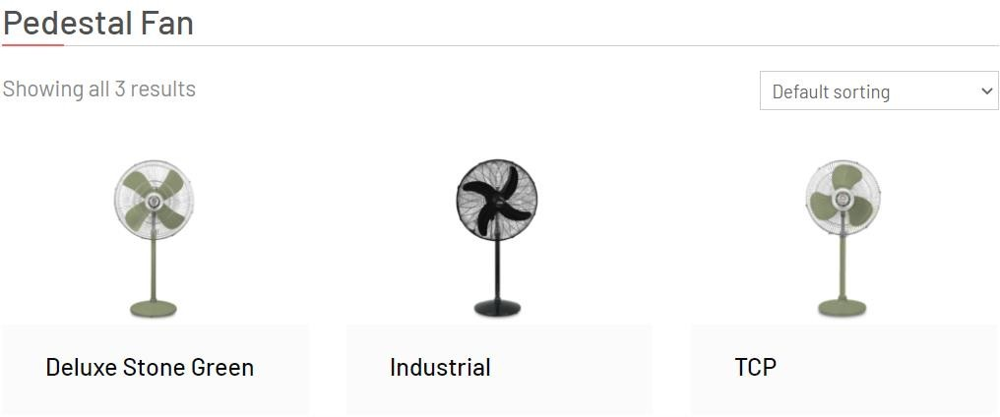 Pedestal Fan
Showing all 3 results
Default sorting
Deluxe Stone Green
Industrial
TCP